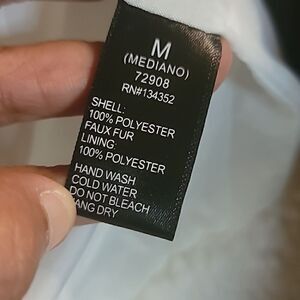 M
(MEDIANO)
72908
RN#134352
SHELL:
100% POLYESTER
FAUX FUR
LINING:
100% POLYESTER
HAND WASH
COLD WATER
DO NOT BLEACH
ANG DRY